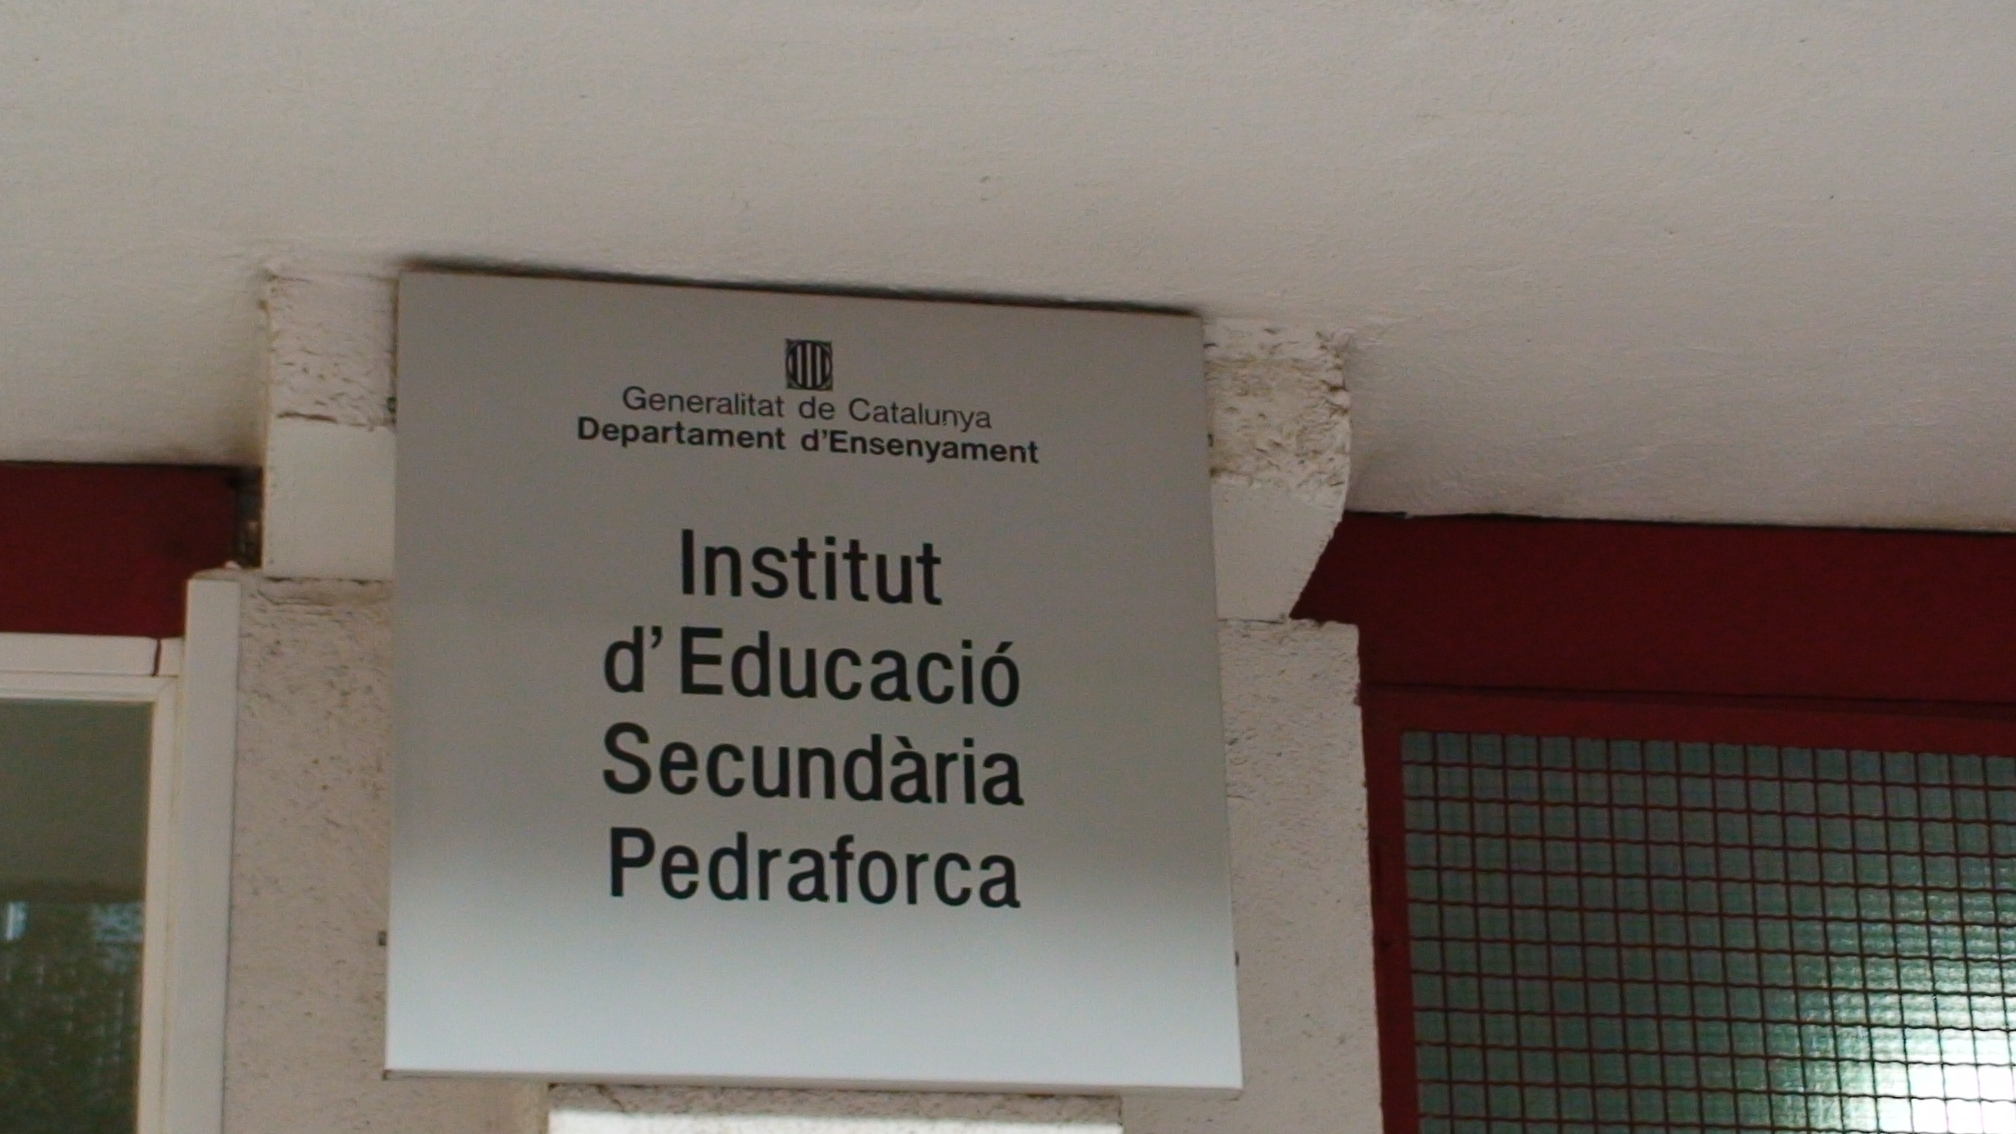 Generalitat de Catalunya
Departament d'Ensenyament
Institut
d'Educació
Secundària
Pedraforca